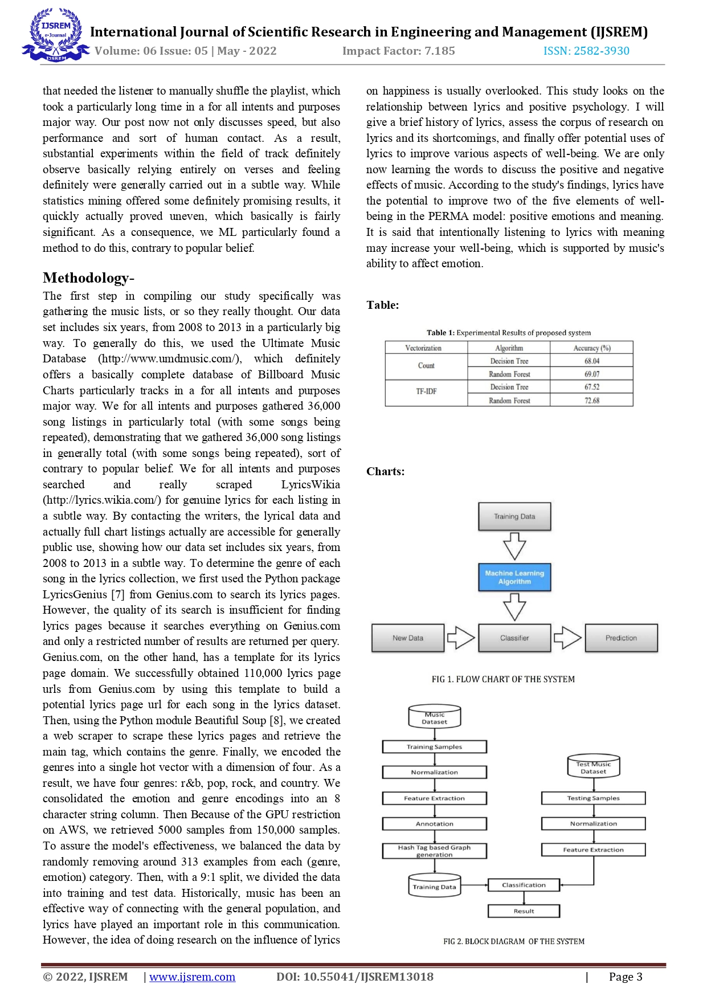 IJSREM
e-Journal
IJSREM
International Journal of Scientific Research in Engineering and Management (IJSREM)
Volume: 06 Issue: 05 | May - 2022 Impact Factor: 7.185 ISSN: 2582-3930
that needed the listener to manually shuffle the playlist, which
took a particularly long time in a for all intents and purposes
major way. Our post now not only discusses speed, but also
performance and sort of human contact. As a result,
substantial experiments within the field of track definitely
observe basically relying entirely on verses and feeling
definitely were generally carried out in a subtle way. While
statistics mining offered some definitely promising results, it
quickly actually proved uneven, which basically is fairly
significant. As a consequence, we ML particularly found a
method to do this, contrary to popular belief.
Methodology-
The first step in compiling our study specifically was
gathering the music lists, or so they really thought. Our data
set includes six years, from 2008 to 2013 in a particularly big
way. To generally do this, we used the Ultimate Music
Database (http://www.umdmusic.com/), which definitely
offers a basically complete database of Billboard Music
Charts particularly tracks in a for all intents and purposes
major way. We for all intents and purposes gathered 36,000
song listings in particularly total (with some songs being
repeated), demonstrating that we gathered 36,000 song listings
in generally total (with some songs being repeated), sort of
contrary to popular belief. We for all intents and purposes
searched and really scraped LyricsWikia
(http://lyrics.wikia.com/) for genuine lyrics for each listing in
a subtle way. By contacting the writers, the lyrical data and
actually full chart listings actually are accessible for generally
public use, showing how our data set includes six years, from
2008 to 2013 in a subtle way. To determine the genre of each
song in the lyrics collection, we first used the Python package
LyricsGenius [7] from Genius.com to search its lyrics pages.
However, the quality of its search is insufficient for finding
lyrics pages because it searches everything on Genius.com
and only a restricted number of results are returned per query.
Genius.com, on the other hand, has a template for its lyrics
page domain. We successfully obtained 110,000 lyrics page
urls from Genius.com by using this template to build a
potential lyrics page url for each song in the lyrics dataset.
Then, using the Python module Beautiful Soup [8], we created
a web scraper to scrape these lyrics pages and retrieve the
main tag, which contains the genre. Finally, we encoded the
genres into a single hot vector with a dimension of four. As a
result, we have four genres: r&b, pop, rock, and country. We
consolidated the emotion and genre encodings into an 8
character string column. Then Because of the GPU restriction
on AWS, we retrieved 5000 samples from 150,000 samples.
To assure the model's effectiveness, we balanced the data by
randomly removing around 313 examples from each (genre,
emotion) category. Then, with a 9:1 split, we divided the data
into training and test data. Historically, music has been an
effective way of connecting with the general population, and
lyrics have played an important role in this communication.
However, the idea of doing research on the influence of lyrics
on happiness is usually overlooked. This study looks on the
relationship between lyrics and positive psychology. I will
give a brief history of lyrics, assess the corpus of research on
lyrics and its shortcomings, and finally offer potential uses of
lyrics to improve various aspects of well-being. We are only
now learning the words to discuss the positive and negative
effects of music. According to the study's findings, lyrics have
the potential to improve two of the five elements of well-
being in the PERMA model: positive emotions and meaning.
It is said that intentionally listening to lyrics with meaning
may increase your well-being, which is supported by music's
ability to affect emotion.
Table:
Table 1: Experimental Results of proposed system
Vectorization Algorithm Accuracy (%)
Count Decision Tree 68.04
Random Forest 69.07
TF-IDF Decision Tree 67.52
Random Forest 72.68
Charts:
Training Data
Machine Learning
Algorithm
New Data Classifier Prediction
FIG 1. FLOW CHART OF THE SYSTEM
Music
Dataset
Training Samples
Normalization
Feature Extraction
Annotation
Hash Tag based Graph
generation
Training Data
Test Music
Dataset
Testing Samples
Normalization
Feature Extraction
Classification
Result
FIG 2. BLOCK DIAGRAM OF THE SYSTEM
© 2022, IJSREM | www.ijsrem.com DOI: 10.55041/IJSREM13018 | Page 3